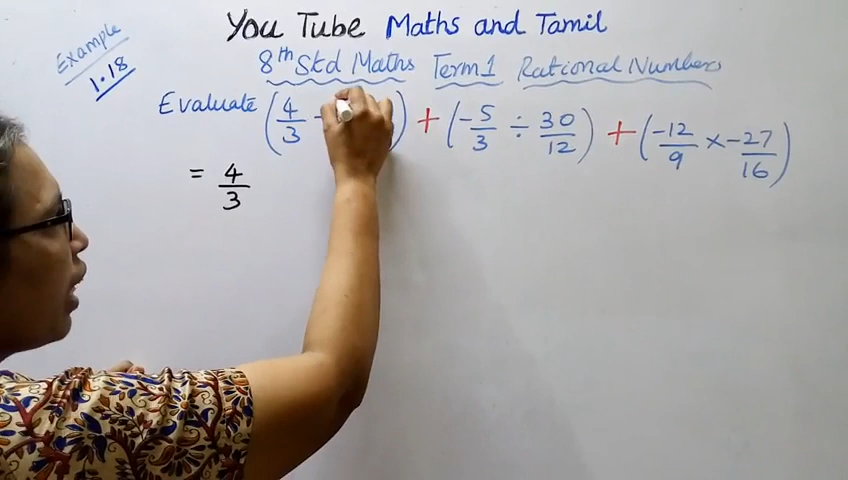 You Tube Maths and Tamil
Example
1.18
8th Std Maths Term1 Rational Numbers
Evaluate (4/3 - ) + (-5/3 ÷ 30/12) + (-12/9 × -27/16)
= 4/3